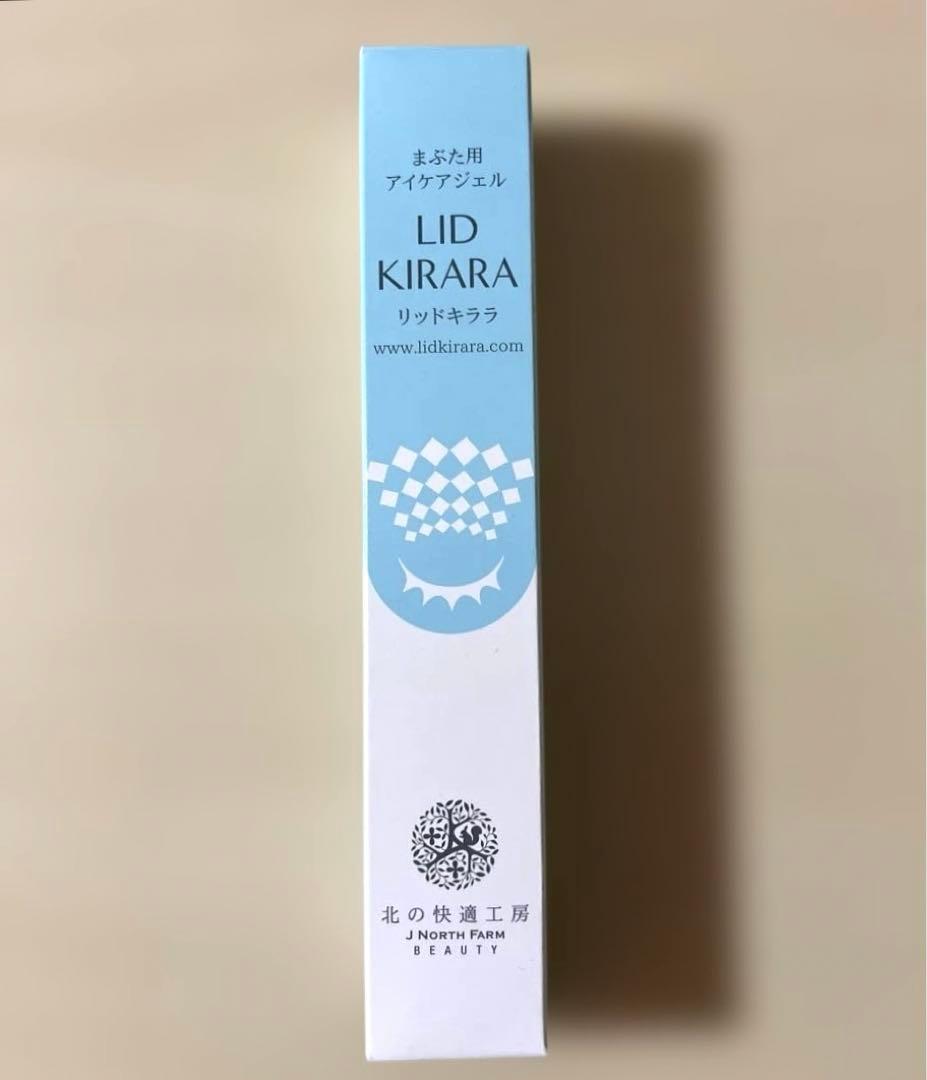 まぶた用
アイケアジェル
LID
KIRARA
リッドキララ
www.lidkirara.com
北の快適工房
J NORTH FARM
BEAUTY